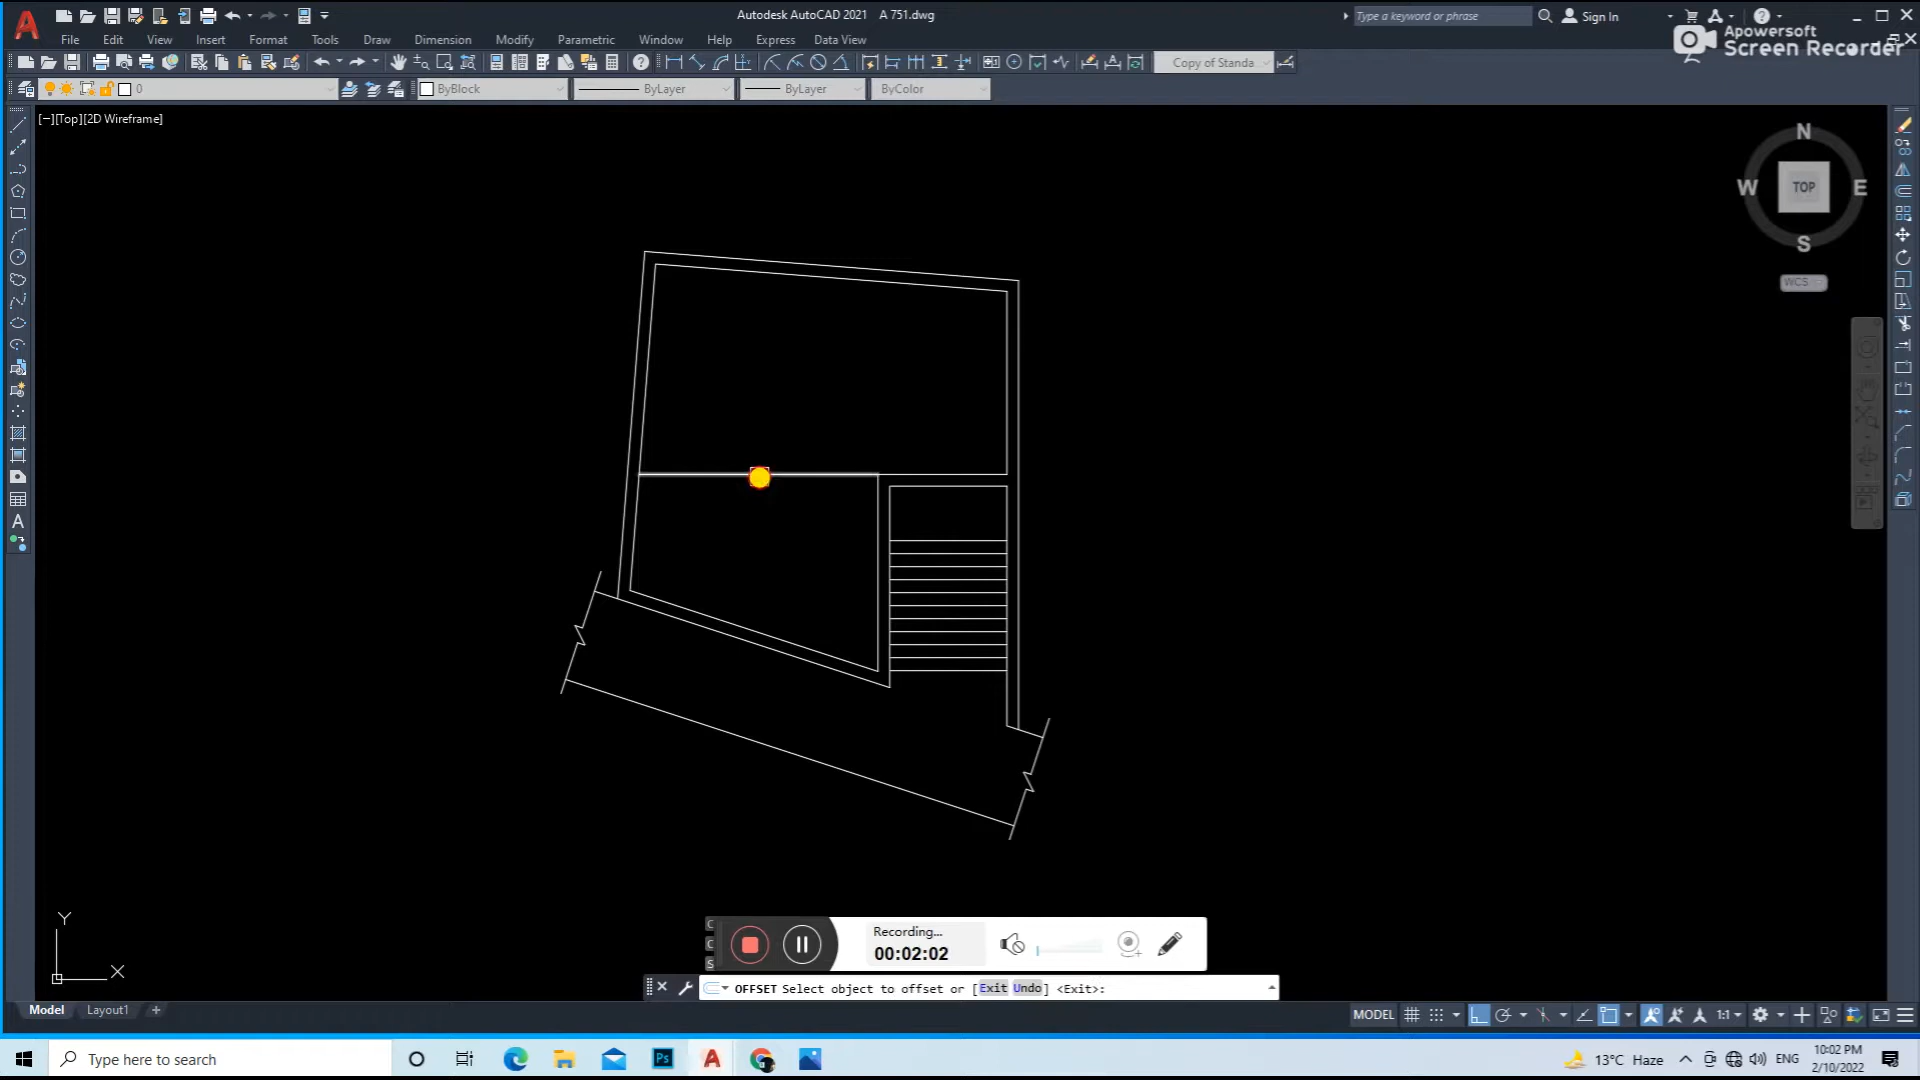 Autodesk AutoCAD 2021 A 751.dwg
Type a keyword or phrase
Sign In
Apowersoft
Screen Recorder
File Edit View Insert Format Tools Draw Dimension Modify Parametric Window Help Express Data View
Copy of Standa
0 ByBlock ByLayer ByLayer ByColor
[−][Top][2D Wireframe]
N
W TOP E
S
WCS
Y
X
Recording...
00:02:02
C
C
S
OFFSET Select object to offset or [Exit Undo] <Exit>:
Model Layout1 +
MODEL 1:1
Type here to search
Ps
13°C Haze
ENG
10:02 PM
2/10/2022